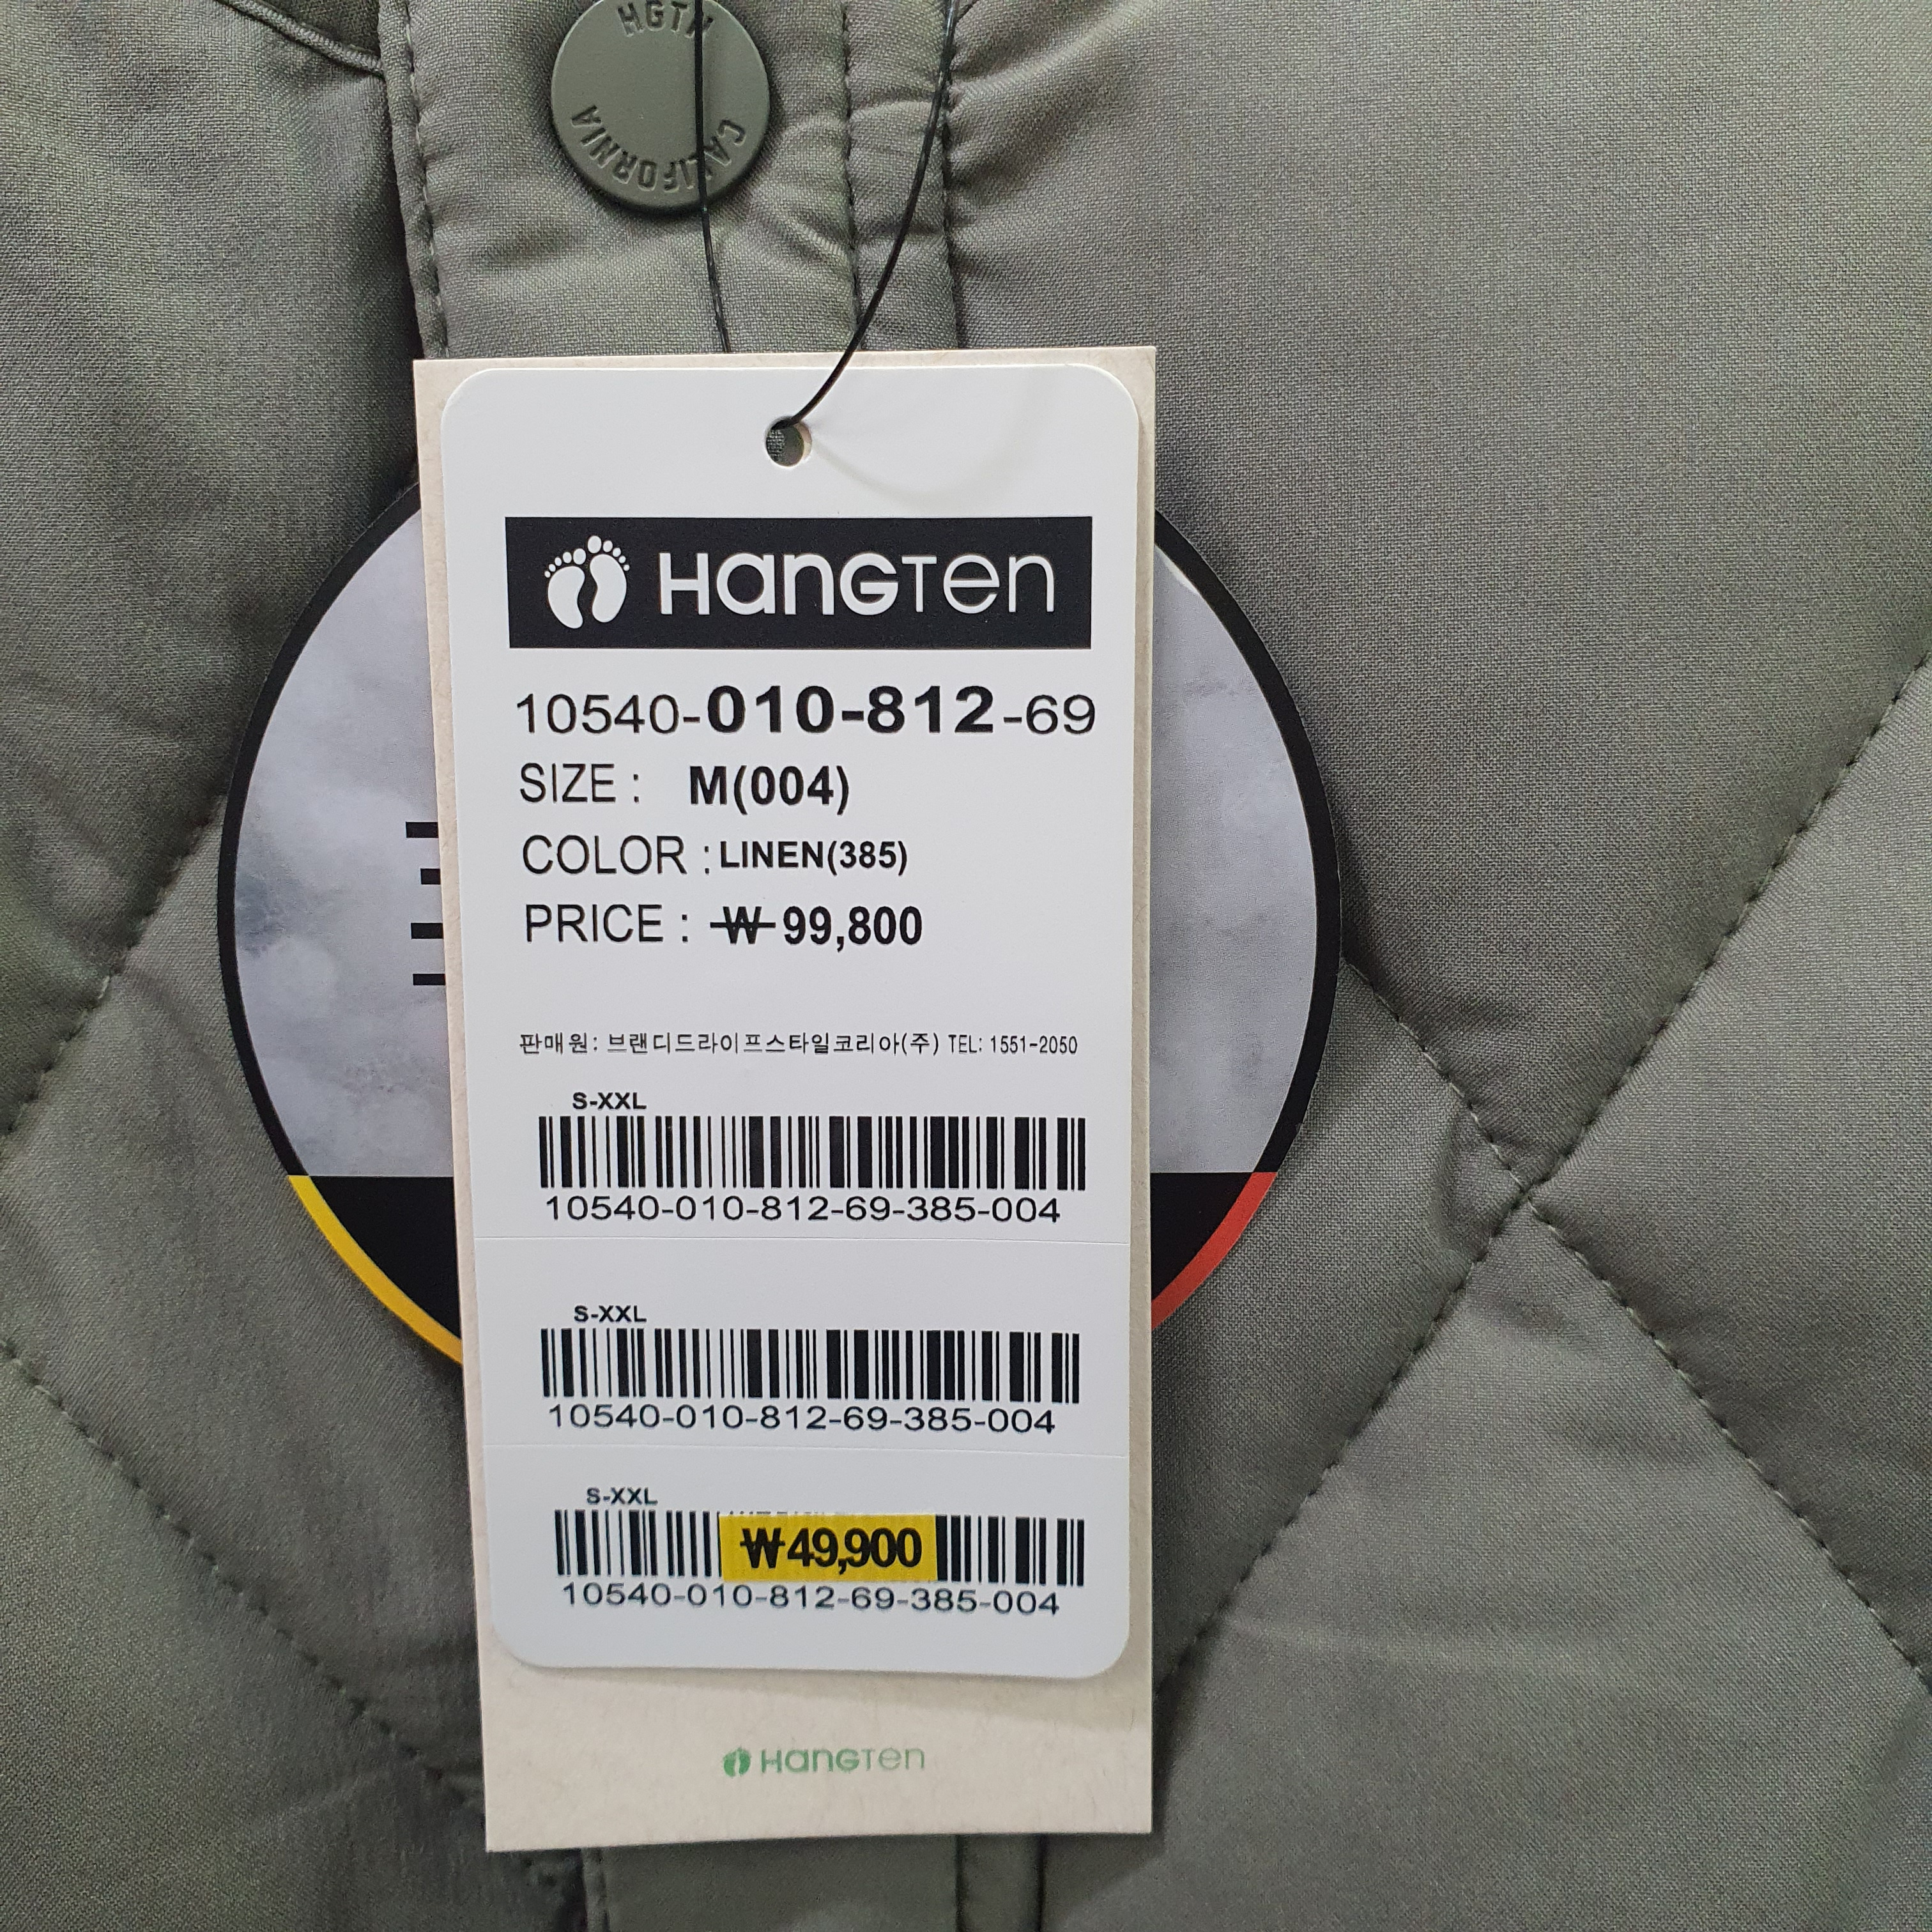 HGTN
CALIFORNIA
HangTen
10540-010-812-69
SIZE : M(004)
COLOR : LINEN(385)
PRICE : ₩ 99,800
판매원: 브랜디드라이프스타일코리아(주) TEL: 1551-2050
S-XXL
10540-010-812-69-385-004
S-XXL
10540-010-812-69-385-004
S-XXL
₩49,900
10540-010-812-69-385-004
HangTen